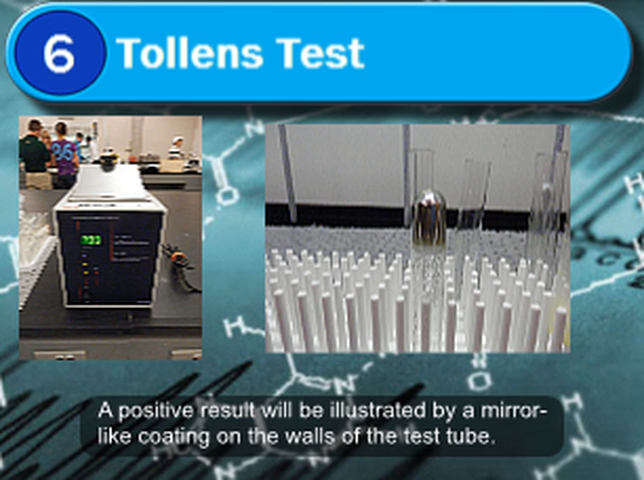 6
Tollens Test
A positive result will be illustrated by a mirror-
like coating on the walls of the test tube.